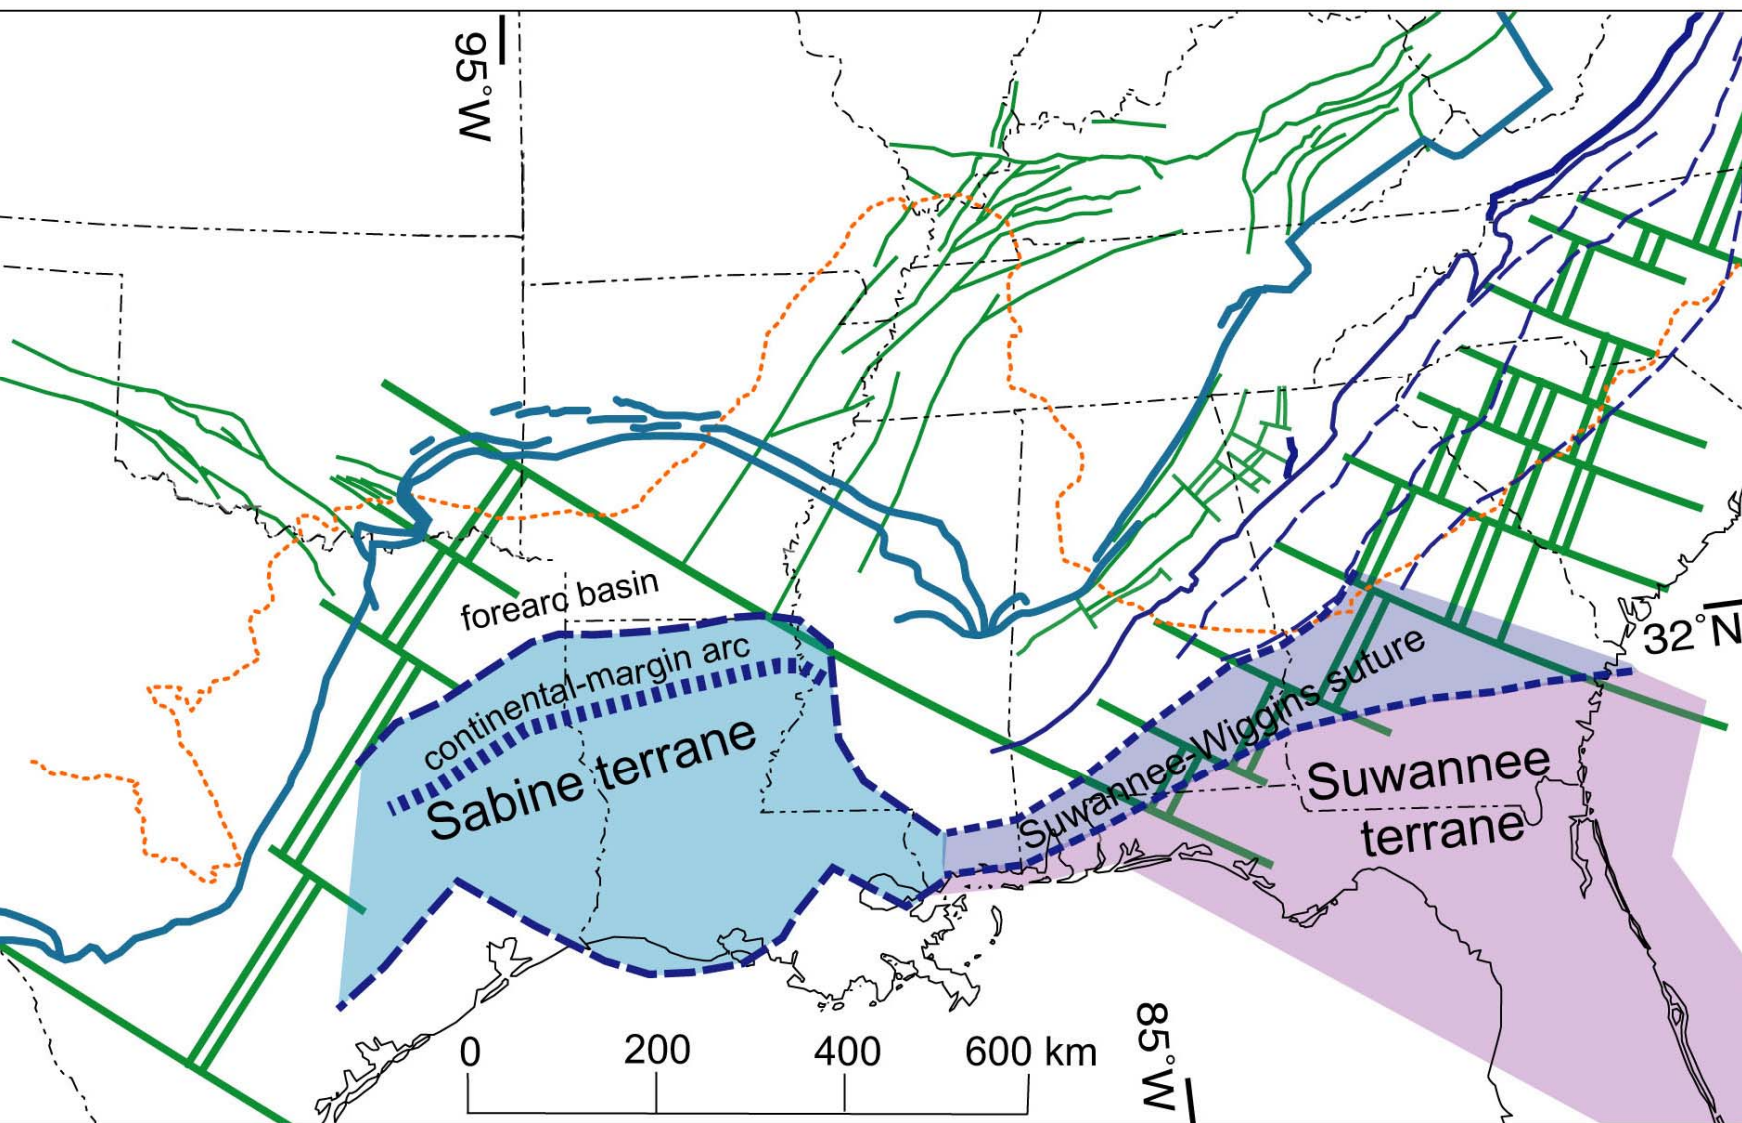 95°W
forearc basin
continental-margin arc
Sabine terrane
Suwannee-Wiggins suture
32°N
Suwannee
terrane
0 200 400 600 km
85°W